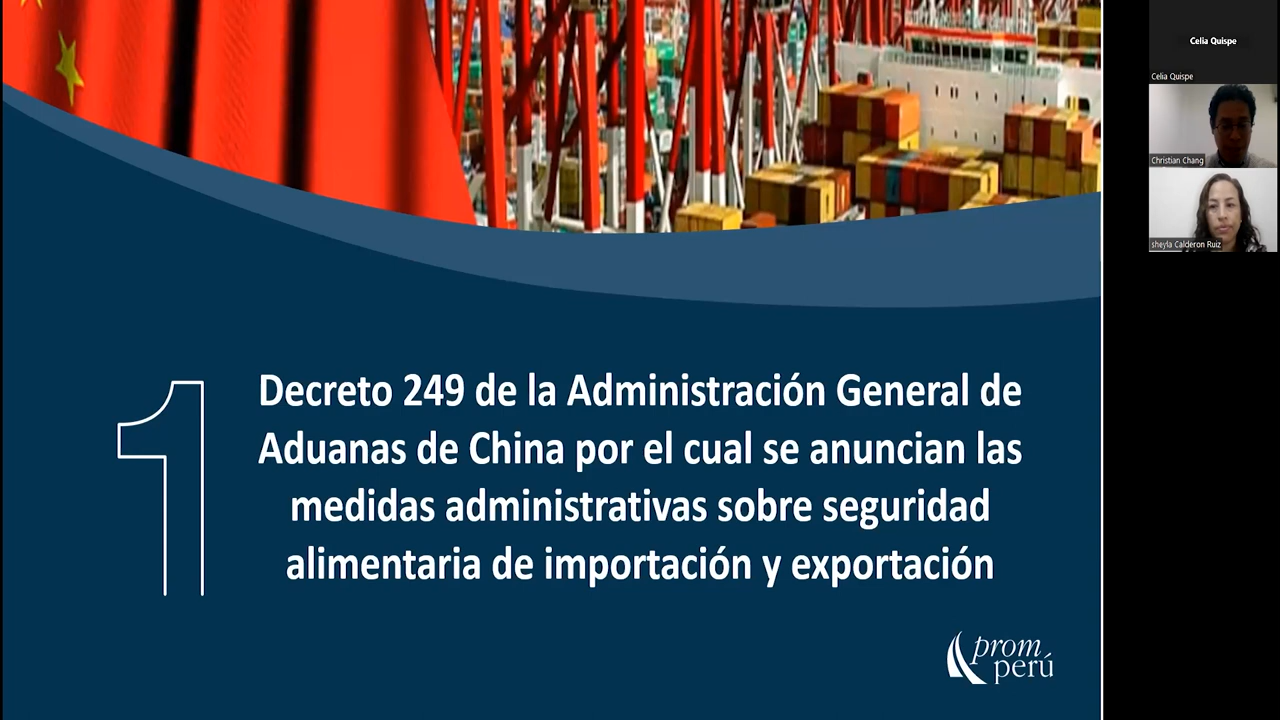 Celia Quispe
Celia Quispe
Christian Chang
sheyla Calderon Ruiz
1
Decreto 249 de la Administración General de
Aduanas de China por el cual se anuncian las
medidas administrativas sobre seguridad
alimentaria de importación y exportación
prom
perú